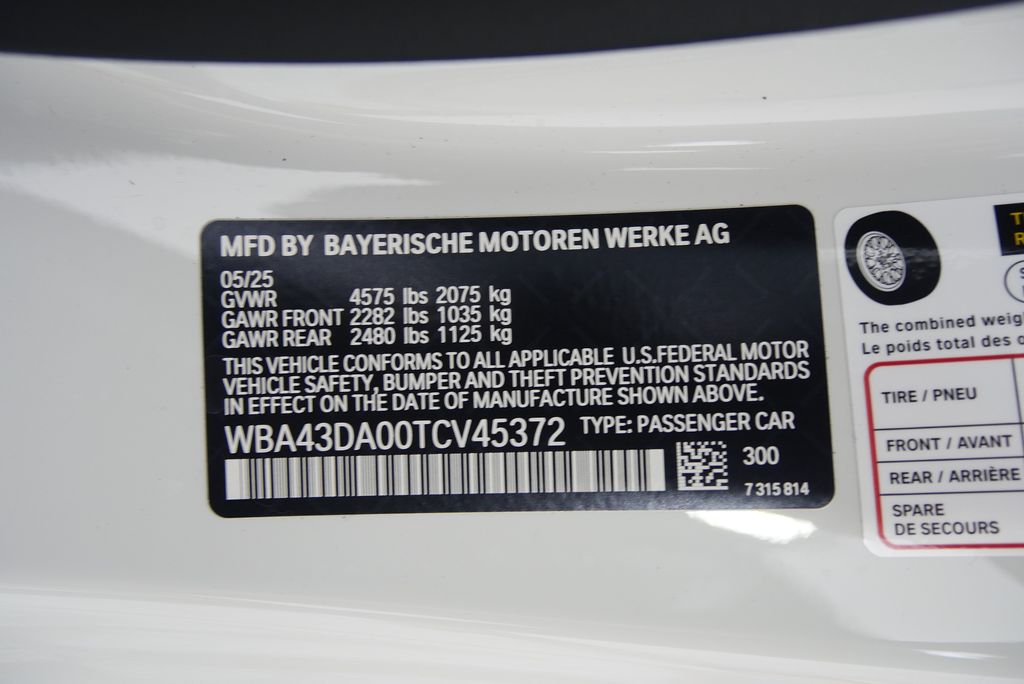 MFD BY BAYERISCHE MOTOREN WERKE AG
05/25
GVWR 4575 lbs 2075 kg
GAWR FRONT 2282 lbs 1035 kg
GAWR REAR 2480 lbs 1125 kg
THIS VEHICLE CONFORMS TO ALL APPLICABLE U.S.FEDERAL MOTOR
VEHICLE SAFETY, BUMPER AND THEFT PREVENTION STANDARDS
IN EFFECT ON THE DATE OF MANUFACTURE SHOWN ABOVE.
WBA43DA00TCV45372 TYPE: PASSENGER CAR
300
7 315 814
The combined
Le poids total des
TIRE / PNEU
FRONT / AVANT
REAR / ARRIÈRE
SPARE
DE SECOURS